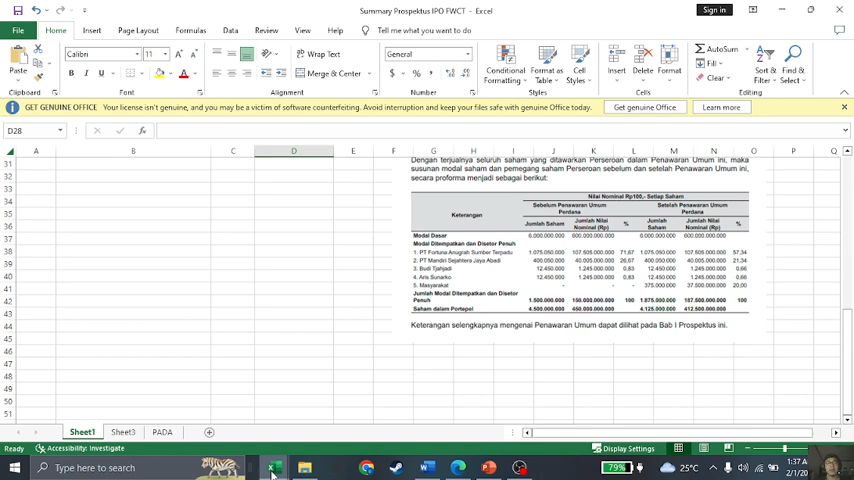 Summary Prospektus IPO FWCT - Excel
Sign in
File Home Insert Page Layout Formulas Data Review View Help Tell me what you want to do
Paste
Clipboard
Calibri 11
B I U
Font
Wrap Text
Merge & Center
Alignment
General
$ % ,
Number
Conditional Formatting
Format as Table
Cell Styles
Styles
Insert
Delete
Format
Cells
AutoSum
Fill
Clear
Sort & Filter
Find & Select
Editing
GET GENUINE OFFICE Your license isn't genuine, and you may be a victim of software counterfeiting. Avoid interruption and keep your files safe with genuine Office today. Get genuine Office Learn more
D28 fx
A B C D E F G H I J K L M N O P Q
31
32
33
34
35
36
37
38
39
40
41
42
43
44
45
46
47
48
49
50
51
Dengan terjualnya seluruh saham yang ditawarkan Perseroan dalam Penawaran Umum ini, maka
susunan modal saham dan pemegang saham Perseroan sebelum dan setelah Penawaran Umum ini,
secara proforma menjadi sebagai berikut:
Nilai Nominal Rp100,- Setiap Saham
Keterangan
Sebelum Penawaran Umum Perdana
Setelah Penawaran Umum Perdana
Jumlah Saham Jumlah Nilai Nominal (Rp) % Jumlah Saham Jumlah Nilai Nominal (Rp) %
Modal Dasar 6.000.000.000 600.000.000.000 6.000.000.000 600.000.000.000
Modal Ditempatkan dan Disetor Penuh
1. PT Fortuna Anugrah Sumber Terpadu 1.075.050.000 107.505.000.000 71,67 1.075.050.000 107.505.000.000 57,34
2. PT Mandiri Sejahtera Jaya Abadi 400.050.000 40.005.000.000 26,67 400.050.000 40.005.000.000 21,34
3. Budi Tjahjadi 12.450.000 1.245.000.000 0,83 12.450.000 1.245.000.000 0,66
4. Aris Sunarko 12.450.000 1.245.000.000 0,83 12.450.000 1.245.000.000 0,66
5. Masyarakat - - - 375.000.000 37.500.000.000 20,00
Jumlah Modal Ditempatkan dan Disetor
Penuh 1.500.000.000 150.000.000.000 100 1.875.000.000 187.500.000.000 100
Saham dalam Portepel 4.500.000.000 450.000.000.000 4.125.000.000 412.500.000.000
Keterangan selengkapnya mengenai Penawaran Umum dapat dilihat pada Bab I Prospektus ini.
Sheet1 Sheet3 PADA
Ready Accessibility: Investigate Display Settings
Type here to search
79%
25°C
1:37 AM